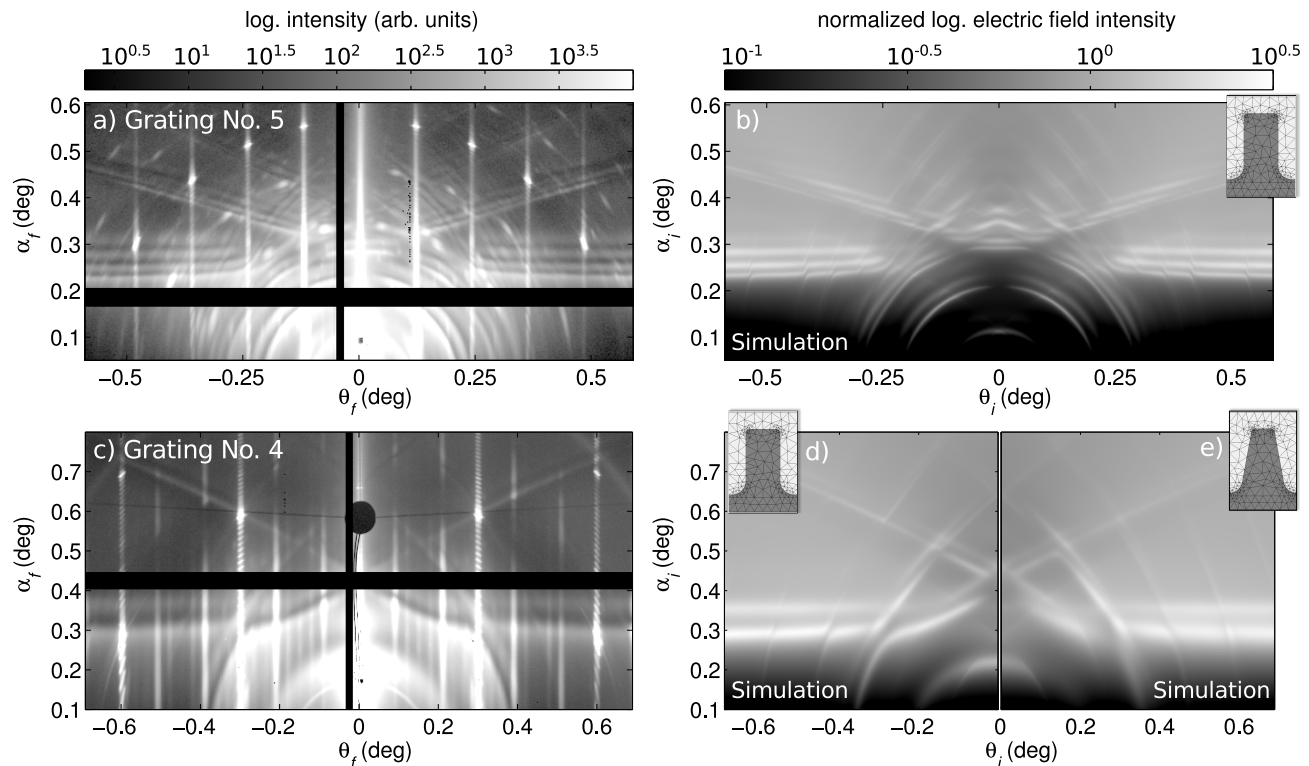 log. intensity (arb. units)
10^0.5 10^1 10^1.5 10^2 10^2.5 10^3 10^3.5
a) Grating No. 5
0.6
0.5
0.4
0.3
0.2
0.1
α_f (deg)
−0.5 −0.25 0 0.25 0.5
θ_f (deg)
normalized log. electric field intensity
10^-1 10^-0.5 10^0 10^0.5
b)
0.6
0.5
0.4
0.3
0.2
0.1
α_i (deg)
Simulation
−0.5 −0.25 0 0.25 0.5
θ_i (deg)
c) Grating No. 4
0.7
0.6
0.5
0.4
0.3
0.2
0.1
α_f (deg)
−0.6 −0.4 −0.2 0 0.2 0.4 0.6
θ_f (deg)
d) e)
0.7
0.6
0.5
0.4
0.3
0.2
0.1
α_i (deg)
Simulation Simulation
−0.6 −0.4 −0.2 0 0.2 0.4 0.6
θ_i (deg)